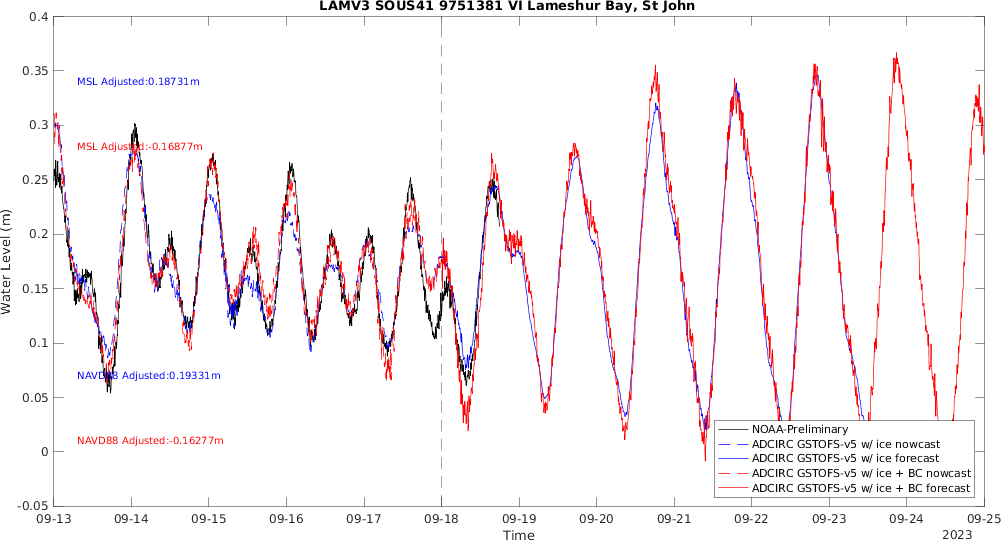 LAMV3 SOUS41 9751381 VI Lameshur Bay, St John
0.4
0.35
0.3
0.25
0.2
0.15
0.1
0.05
0
-0.05
Water Level (m)
MSL Adjusted:0.18731m
MSL Adjusted:-0.16877m
NAVD88 Adjusted:0.19331m
NAVD88 Adjusted:-0.16277m
NOAA-Preliminary
ADCIRC GSTOFS-v5 w/ ice nowcast
ADCIRC GSTOFS-v5 w/ ice forecast
ADCIRC GSTOFS-v5 w/ ice + BC nowcast
ADCIRC GSTOFS-v5 w/ ice + BC forecast
09-13 09-14 09-15 09-16 09-17 09-18 09-19 09-20 09-21 09-22 09-23 09-24 09-25
Time
2023